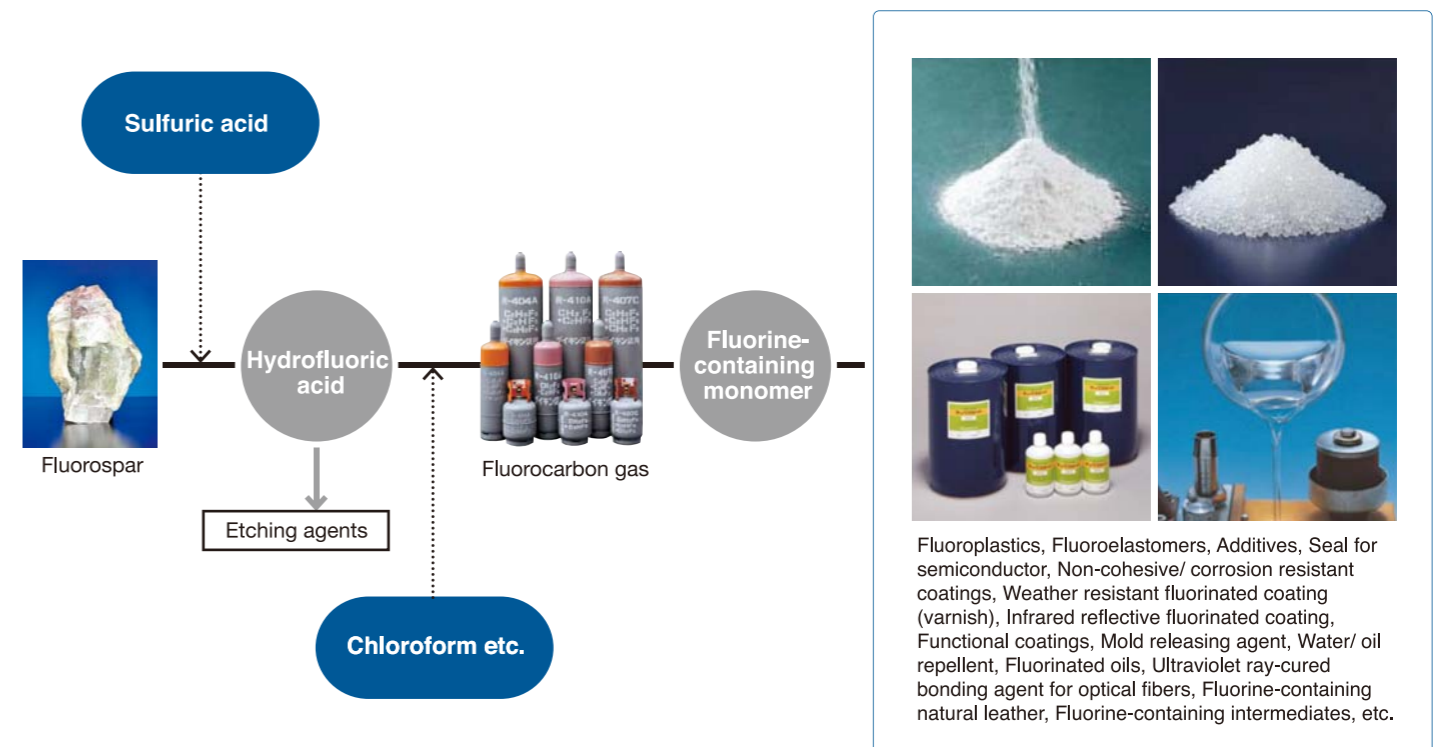 Sulfuric acid
Fluorospar
Hydrofluoric
acid
Etching agents
Chloroform etc.
R-404A
R-410A
R-407C
Fluorocarbon gas
Fluorine-
containing
monomer
Fluoroplastics, Fluoroelastomers, Additives, Seal for
semiconductor, Non-cohesive/ corrosion resistant
coatings, Weather resistant fluorinated coating
(varnish), Infrared reflective fluorinated coating,
Functional coatings, Mold releasing agent, Water/ oil
repellent, Fluorinated oils, Ultraviolet ray-cured
bonding agent for optical fibers, Fluorine-containing
natural leather, Fluorine-containing intermediates, etc.